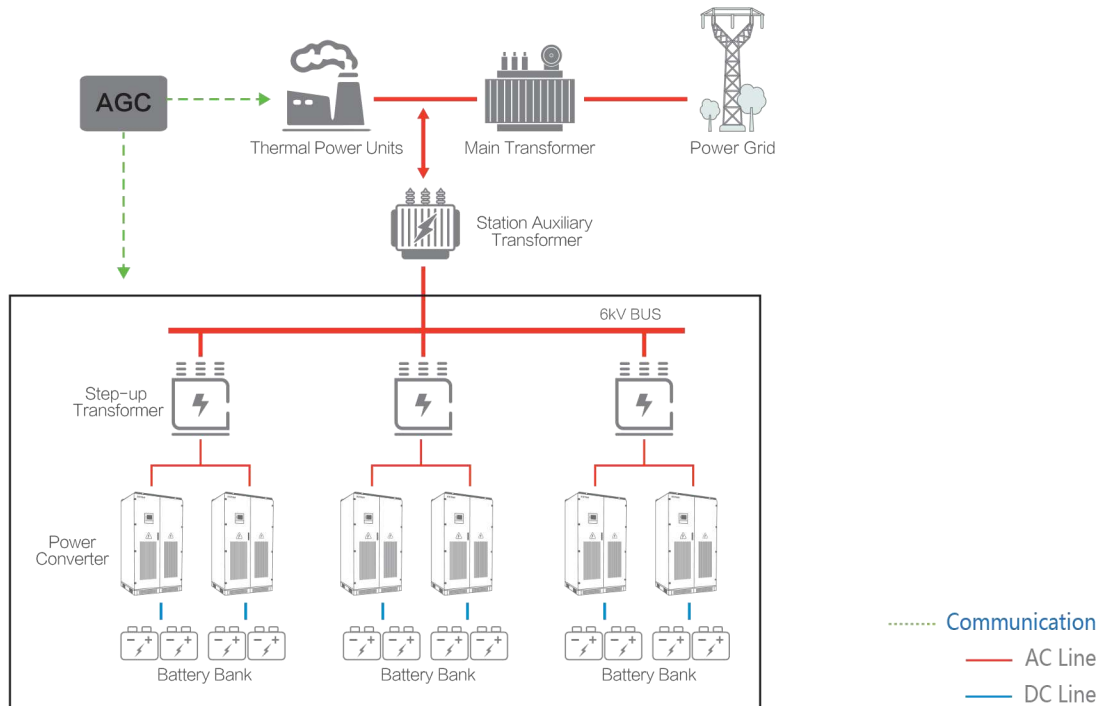 AGC
Thermal Power Units
Main Transformer
Power Grid
Station Auxiliary
Transformer
6kV BUS
Step-up
Transformer
Power
Converter
Battery Bank
Battery Bank
Battery Bank
Communication
AC Line
DC Line